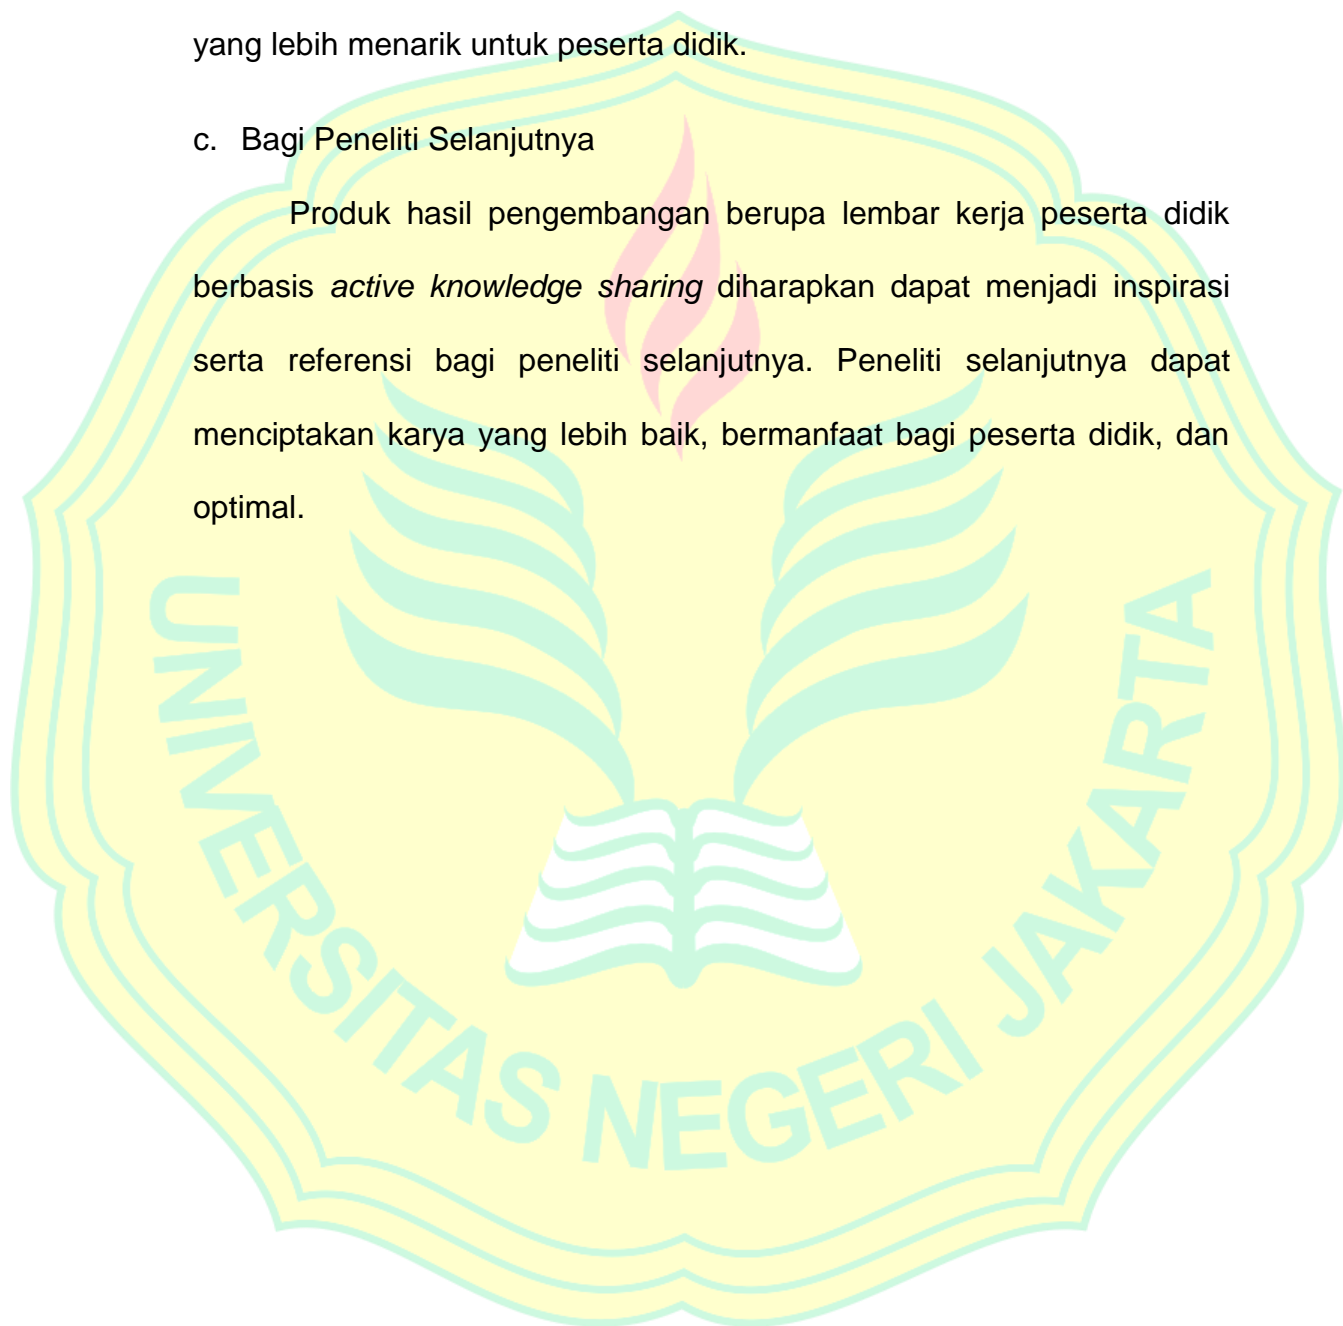 yang lebih menarik untuk peserta didik.
c. Bagi Peneliti Selanjutnya
Produk hasil pengembangan berupa lembar kerja peserta didik
berbasis active knowledge sharing diharapkan dapat menjadi inspirasi
serta referensi bagi peneliti selanjutnya. Peneliti selanjutnya dapat
menciptakan karya yang lebih baik, bermanfaat bagi peserta didik, dan
optimal.
UNIVERSITAS NEGERI JAKARTA